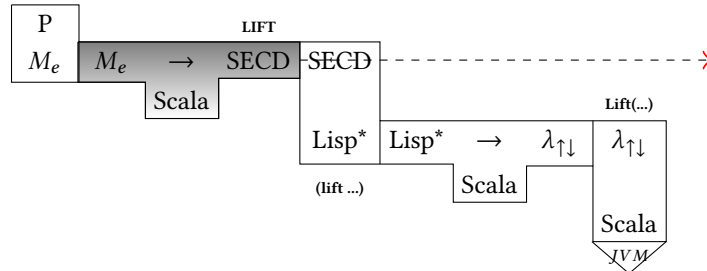 P
LIFT
M_e M_e → SECD SECD
Scala
Lift(...)
Lisp* Lisp* → λ↑↓ λ↑↓
(lift ...)
Scala
Scala
JVM